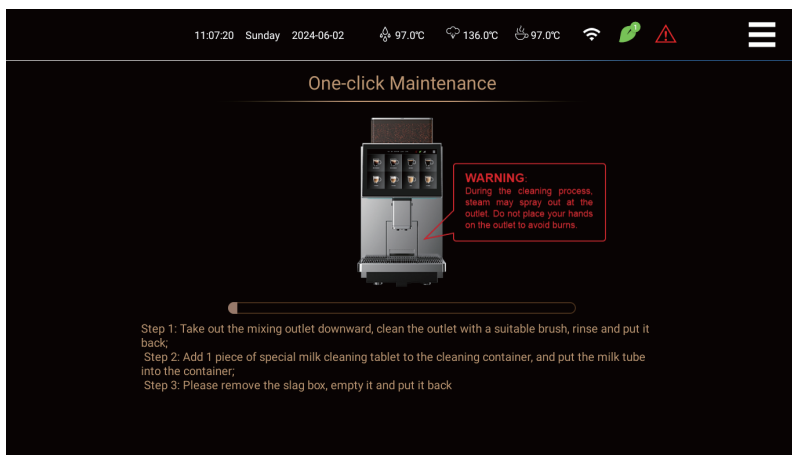 11:07:20 Sunday 2024-06-02 97.0℃ 136.0℃ 97.0℃ 1
One-click Maintenance
WARNING:
During the cleaning process,
steam may spray out at the
outlet. Do not place your hands
on the outlet to avoid burns.
Step 1: Take out the mixing outlet downward, clean the outlet with a suitable brush, rinse and put it
back;
Step 2: Add 1 piece of special milk cleaning tablet to the cleaning container, and put the milk tube
into the container;
Step 3: Please remove the slag box, empty it and put it back